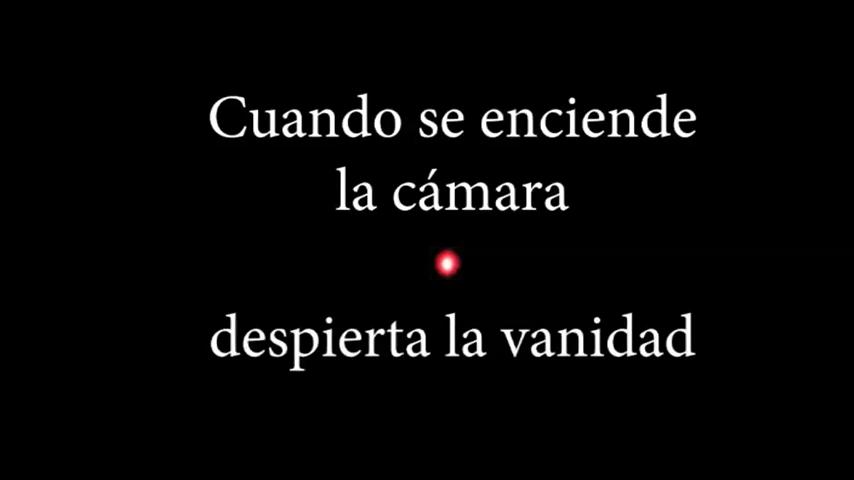 Cuando se enciende
la cámara
despierta la vanidad